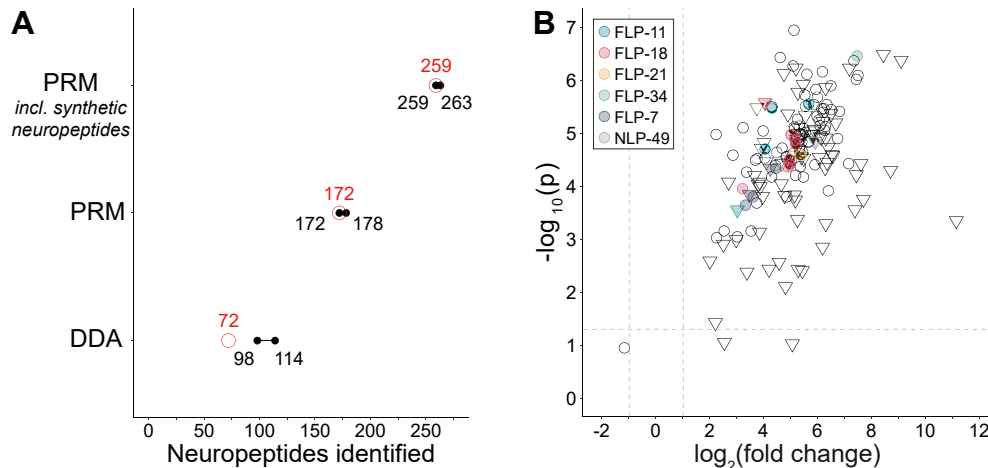 A
PRM
incl. synthetic
neuropeptides
259
259 263
PRM
172
172 178
DDA
72
98 114
0 50 100 150 200 250
Neuropeptides identified
B
FLP-11
FLP-18
FLP-21
FLP-34
FLP-7
NLP-49
7
6
5
4
3
2
1
0
-log10(p)
-2 0 2 4 6 8 10 12
log2(fold change)